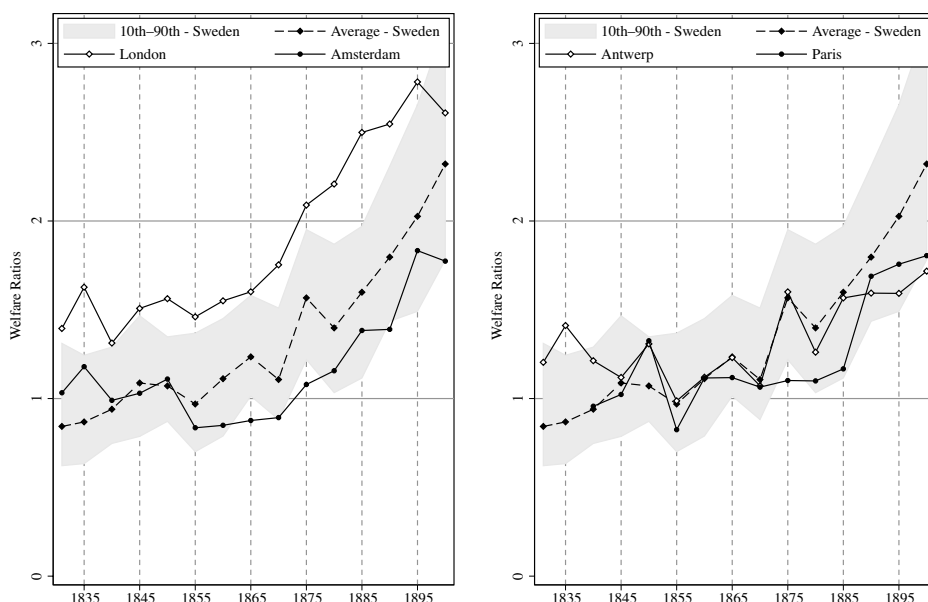 10th–90th - Sweden Average - Sweden
London Amsterdam
3
2
1
0
Welfare Ratios
1835 1845 1855 1865 1875 1885 1895
10th–90th - Sweden Average - Sweden
Antwerp Paris
3
2
1
0
Welfare Ratios
1835 1845 1855 1865 1875 1885 1895